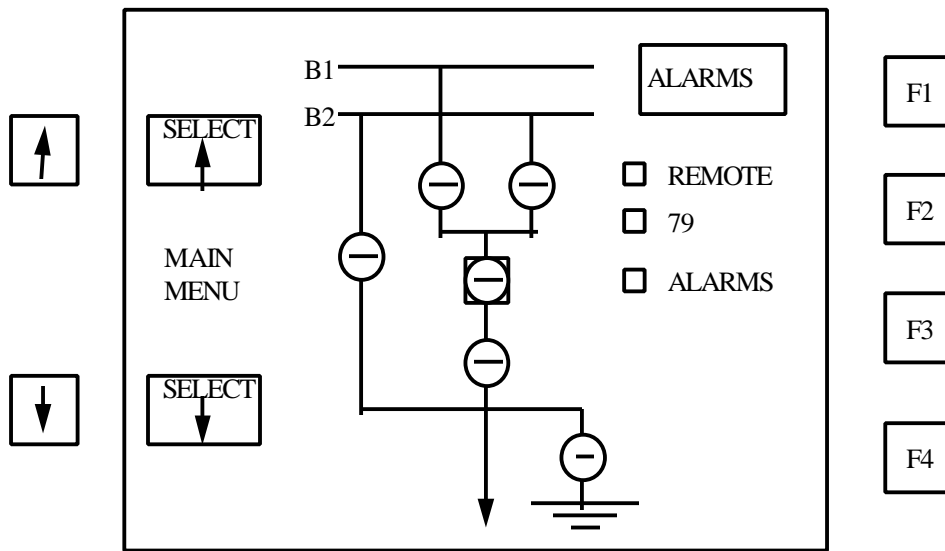 B1
ALARMS
F1
B2
SELECT
REMOTE
F2
79
MAIN
MENU
ALARMS
F3
SELECT
F4